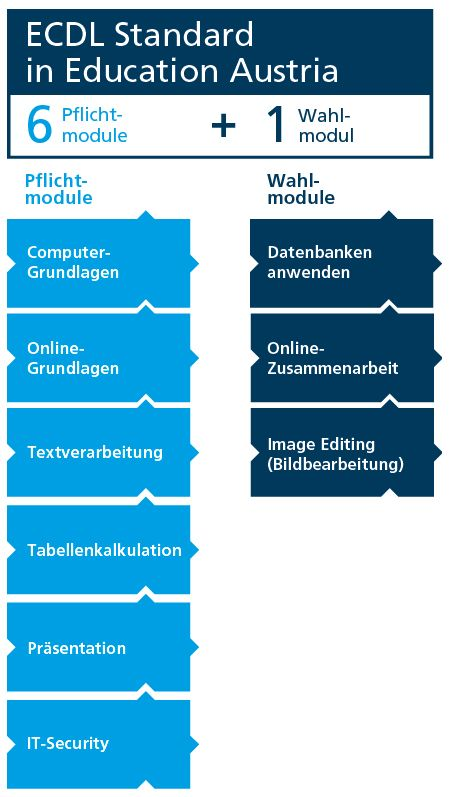 ECDL Standard
in Education Austria
6 Pflicht-
module
+ 1 Wahl-
modul
Pflicht-
module
Computer-
Grundlagen
Online-
Grundlagen
Textverarbeitung
Tabellenkalkulation
Präsentation
IT-Security
Wahl-
module
Datenbanken
anwenden
Online-
Zusammenarbeit
Image Editing
(Bildbearbeitung)